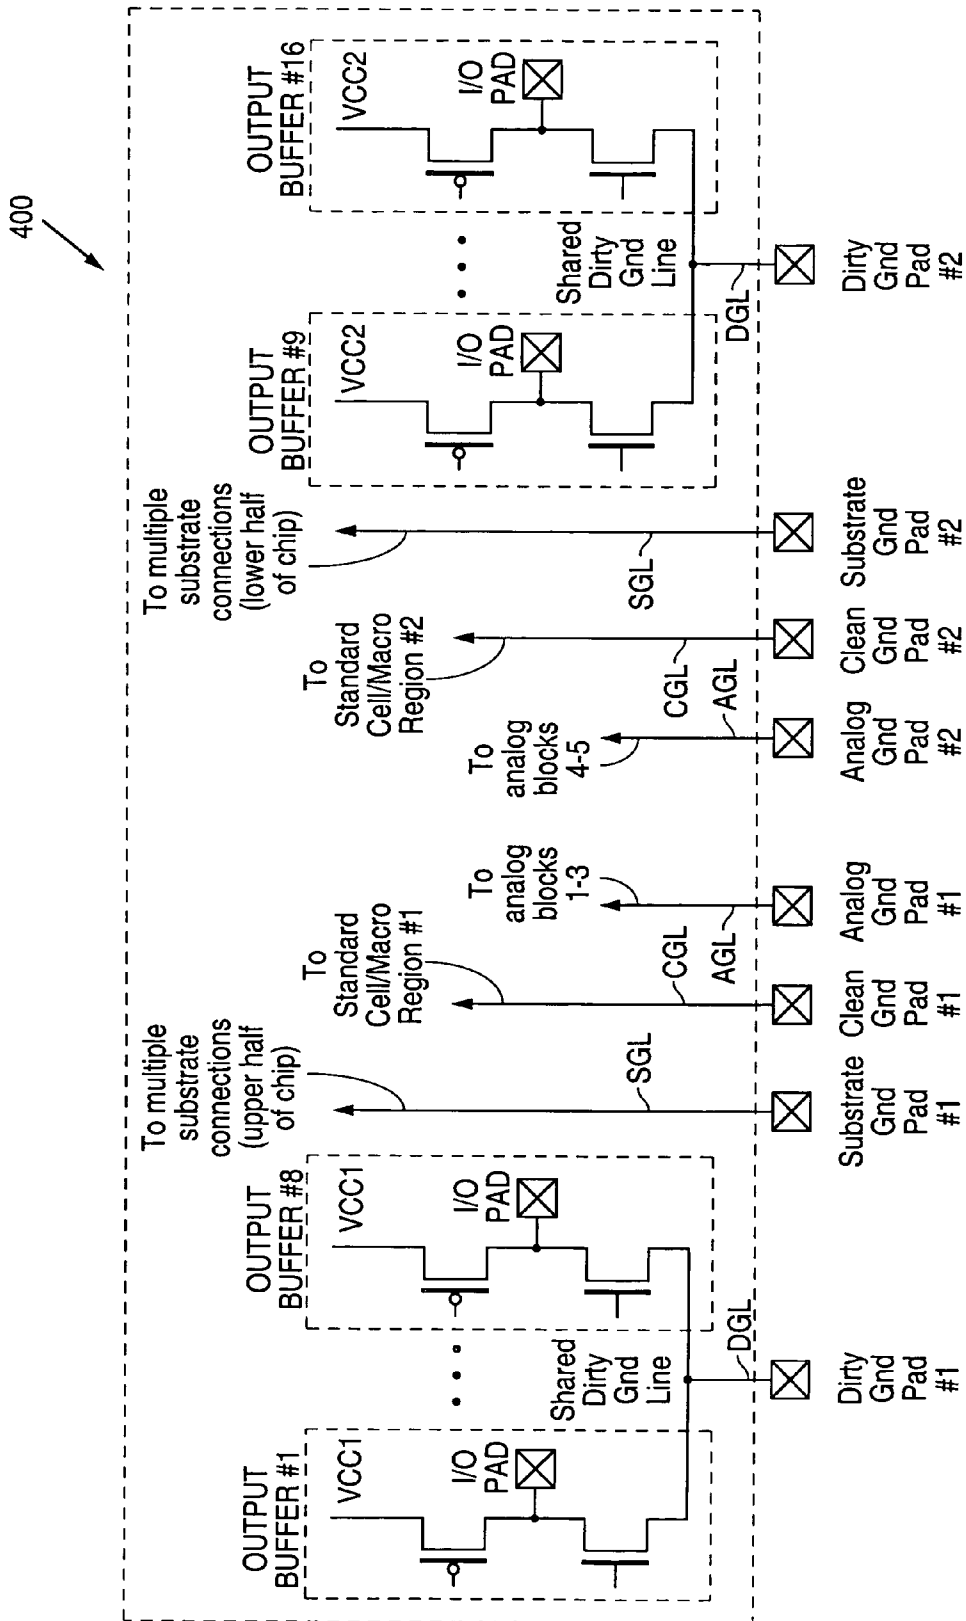 400
OUTPUT
BUFFER #1
VCC1
I/O
PAD
Shared
Dirty
Gnd
Line
OUTPUT
BUFFER #8
VCC1
I/O
PAD
DGL
Dirty
Gnd
Pad
#1
To multiple
substrate
connections
(upper half
of chip)
SGL
Substrate
Gnd
Pad
#1
To
Standard
Cell/Macro
Region #1
CGL
Clean
Gnd
Pad
#1
To
analog
blocks
1-3
AGL
Analog
Gnd
Pad
#1
To
analog
blocks
4-5
AGL
Analog
Gnd
Pad
#2
To
Standard
Cell/Macro
Region #2
CGL
Clean
Gnd
Pad
#2
To multiple
substrate
connections
(lower half
of chip)
SGL
Substrate
Gnd
Pad
#2
OUTPUT
BUFFER #9
VCC2
I/O
PAD
Shared
Dirty
Gnd
Line
OUTPUT
BUFFER #16
VCC2
I/O
PAD
DGL
Dirty
Gnd
Pad
#2